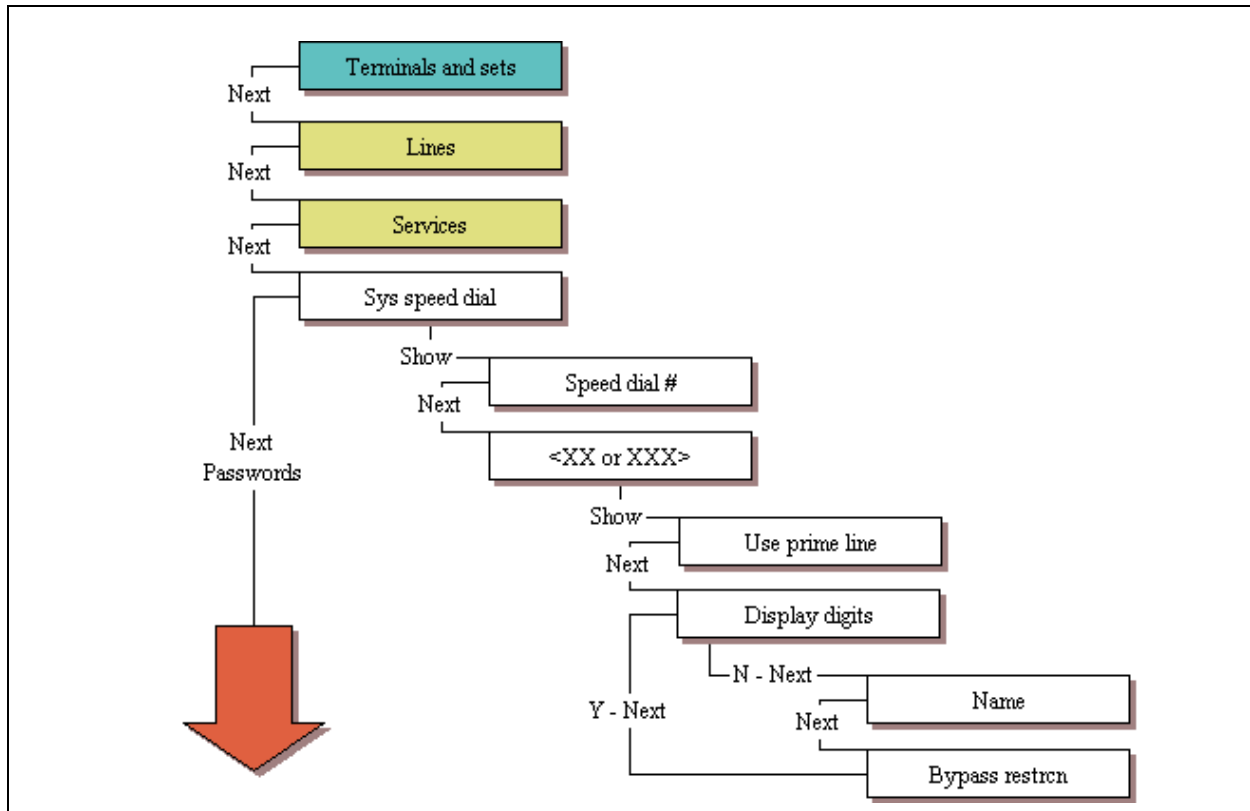 Terminals and sets
Next
Lines
Next
Services
Next
Sys speed dial
Show
Speed dial #
Next
<XX or XXX>
Next
Passwords
Show
Use prime line
Next
Display digits
N - Next
Name
Y - Next
Next
Bypass restrcn